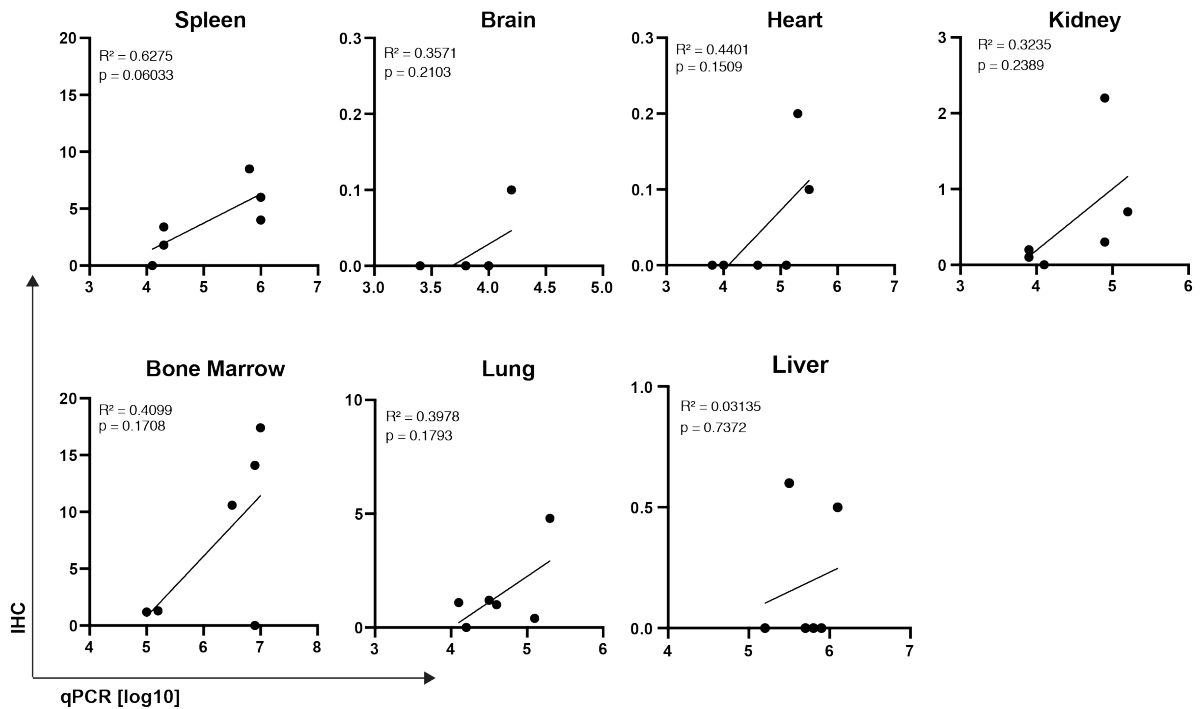 Spleen
R² = 0.6275
p = 0.06033
20
15
10
5
0
3 4 5 6 7
Brain
R² = 0.3571
p = 0.2103
0.3
0.2
0.1
0.0
3.0 3.5 4.0 4.5 5.0
Heart
R² = 0.4401
p = 0.1509
0.3
0.2
0.1
0.0
3 4 5 6 7
Kidney
R² = 0.3235
p = 0.2389
3
2
1
0
3 4 5 6
Bone Marrow
R² = 0.4099
p = 0.1708
20
15
10
5
0
4 5 6 7 8
Lung
R² = 0.3978
p = 0.1793
10
5
0
3 4 5 6
Liver
R² = 0.03135
p = 0.7372
1.0
0.5
0.0
4 5 6 7
IHC
qPCR [log10]